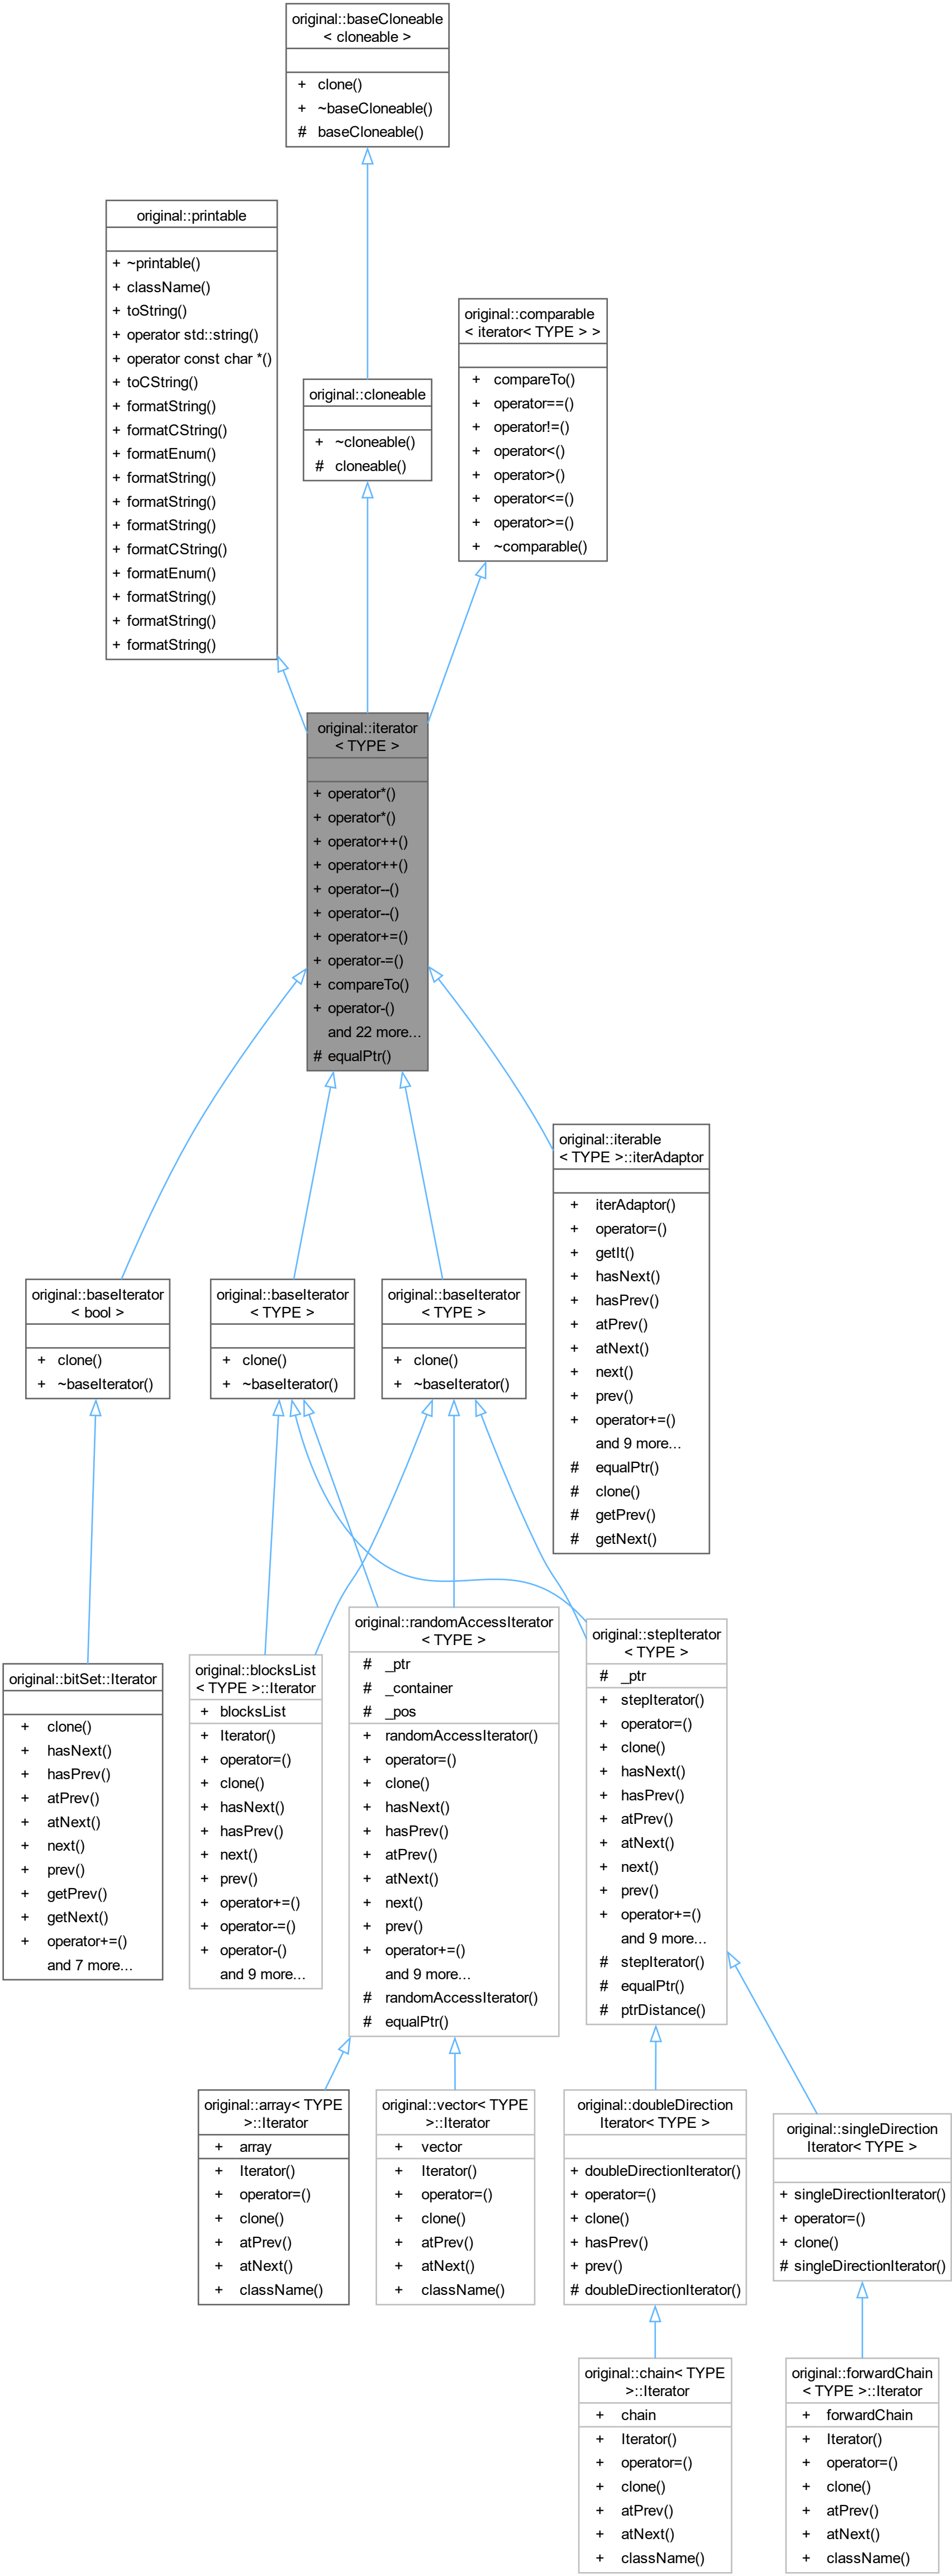 original::baseCloneable
< cloneable >
+ clone()
+ ~baseCloneable()
# baseCloneable()
original::printable
+ ~printable()
+ className()
+ toString()
+ operator std::string()
+ operator const char *()
+ toCString()
+ formatString()
+ formatCString()
+ formatEnum()
+ formatString()
+ formatString()
+ formatString()
+ formatCString()
+ formatEnum()
+ formatString()
+ formatString()
+ formatString()
original::cloneable
+ ~cloneable()
# cloneable()
original::comparable
< iterator< TYPE > >
+ compareTo()
+ operator==()
+ operator!=()
+ operator<()
+ operator>()
+ operator<=()
+ operator>=()
+ ~comparable()
original::iterator
< TYPE >
+ operator*()
+ operator*()
+ operator++()
+ operator++()
+ operator--()
+ operator--()
+ operator+=()
+ operator-=()
+ compareTo()
+ operator-()
and 22 more...
# equalPtr()
original::iterable
< TYPE >::iterAdaptor
+ iterAdaptor()
+ operator=()
+ getIt()
+ hasNext()
+ hasPrev()
+ atPrev()
+ atNext()
+ next()
+ prev()
+ operator+=()
and 9 more...
# equalPtr()
# clone()
# getPrev()
# getNext()
original::baseIterator
< bool >
+ clone()
+ ~baseIterator()
original::baseIterator
< TYPE >
+ clone()
+ ~baseIterator()
original::baseIterator
< TYPE >
+ clone()
+ ~baseIterator()
original::bitSet::Iterator
+ clone()
+ hasNext()
+ hasPrev()
+ atPrev()
+ atNext()
+ next()
+ prev()
+ getPrev()
+ getNext()
+ operator+=()
and 7 more...
original::blocksList
< TYPE >::Iterator
+ blocksList
+ Iterator()
+ operator=()
+ clone()
+ hasNext()
+ hasPrev()
+ next()
+ prev()
+ operator+=()
+ operator-=()
+ operator-()
and 9 more...
original::randomAccessIterator
< TYPE >
# _ptr
# _container
# _pos
+ randomAccessIterator()
+ operator=()
+ clone()
+ hasNext()
+ hasPrev()
+ atPrev()
+ atNext()
+ next()
+ prev()
+ operator+=()
and 9 more...
# randomAccessIterator()
# equalPtr()
original::stepIterator
< TYPE >
# _ptr
+ stepIterator()
+ operator=()
+ clone()
+ hasNext()
+ hasPrev()
+ atPrev()
+ atNext()
+ next()
+ prev()
+ operator+=()
and 9 more...
# stepIterator()
# equalPtr()
# ptrDistance()
original::array< TYPE
>::Iterator
+ array
+ Iterator()
+ operator=()
+ clone()
+ atPrev()
+ atNext()
+ className()
original::vector< TYPE
>::Iterator
+ vector
+ Iterator()
+ operator=()
+ clone()
+ atPrev()
+ atNext()
+ className()
original::doubleDirection
Iterator< TYPE >
+ doubleDirectionIterator()
+ operator=()
+ clone()
+ hasPrev()
+ prev()
# doubleDirectionIterator()
original::singleDirection
Iterator< TYPE >
+ singleDirectionIterator()
+ operator=()
+ clone()
# singleDirectionIterator()
original::chain< TYPE
>::Iterator
+ chain
+ Iterator()
+ operator=()
+ clone()
+ atPrev()
+ atNext()
+ className()
original::forwardChain
< TYPE >::Iterator
+ forwardChain
+ Iterator()
+ operator=()
+ clone()
+ atPrev()
+ atNext()
+ className()